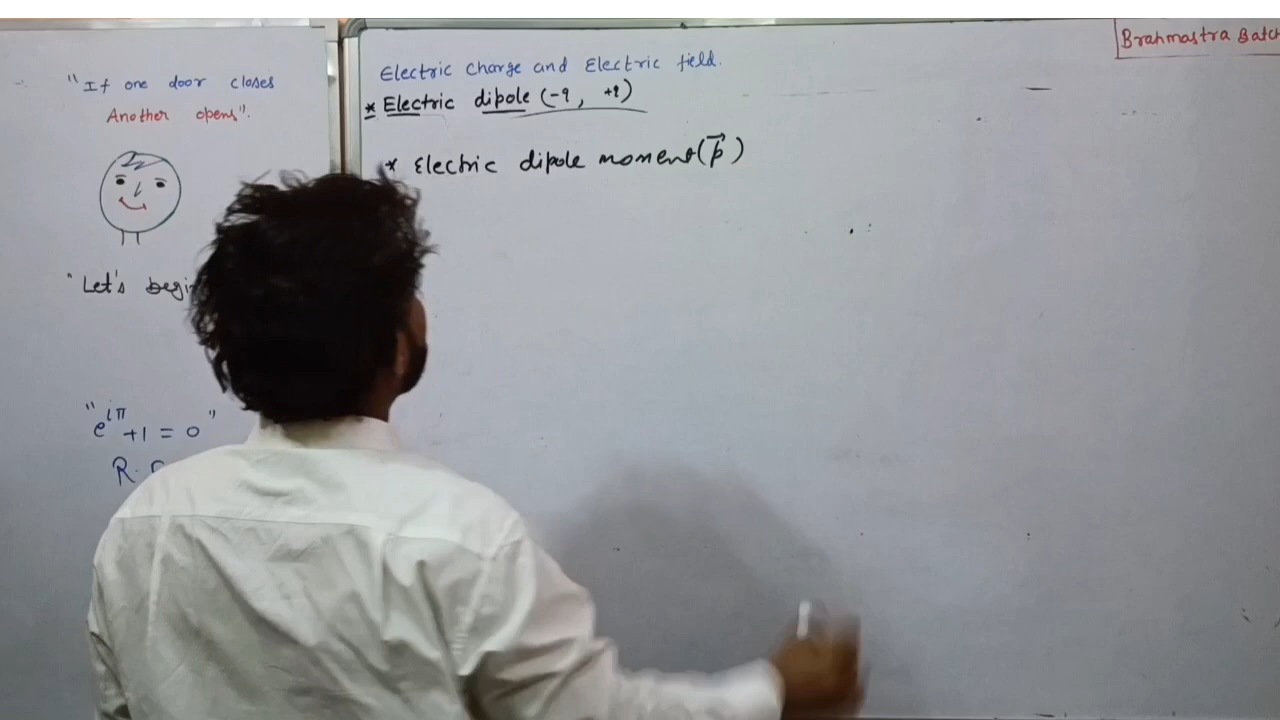 "If one door closes
Another opens".
"Let's
"e^{iπ} +1 = 0"
R.
Brahmastra Batch
Electric Charge and Electric field.
* Electric dipole (-q, +q)
* Electric dipole moment (\vec{p})